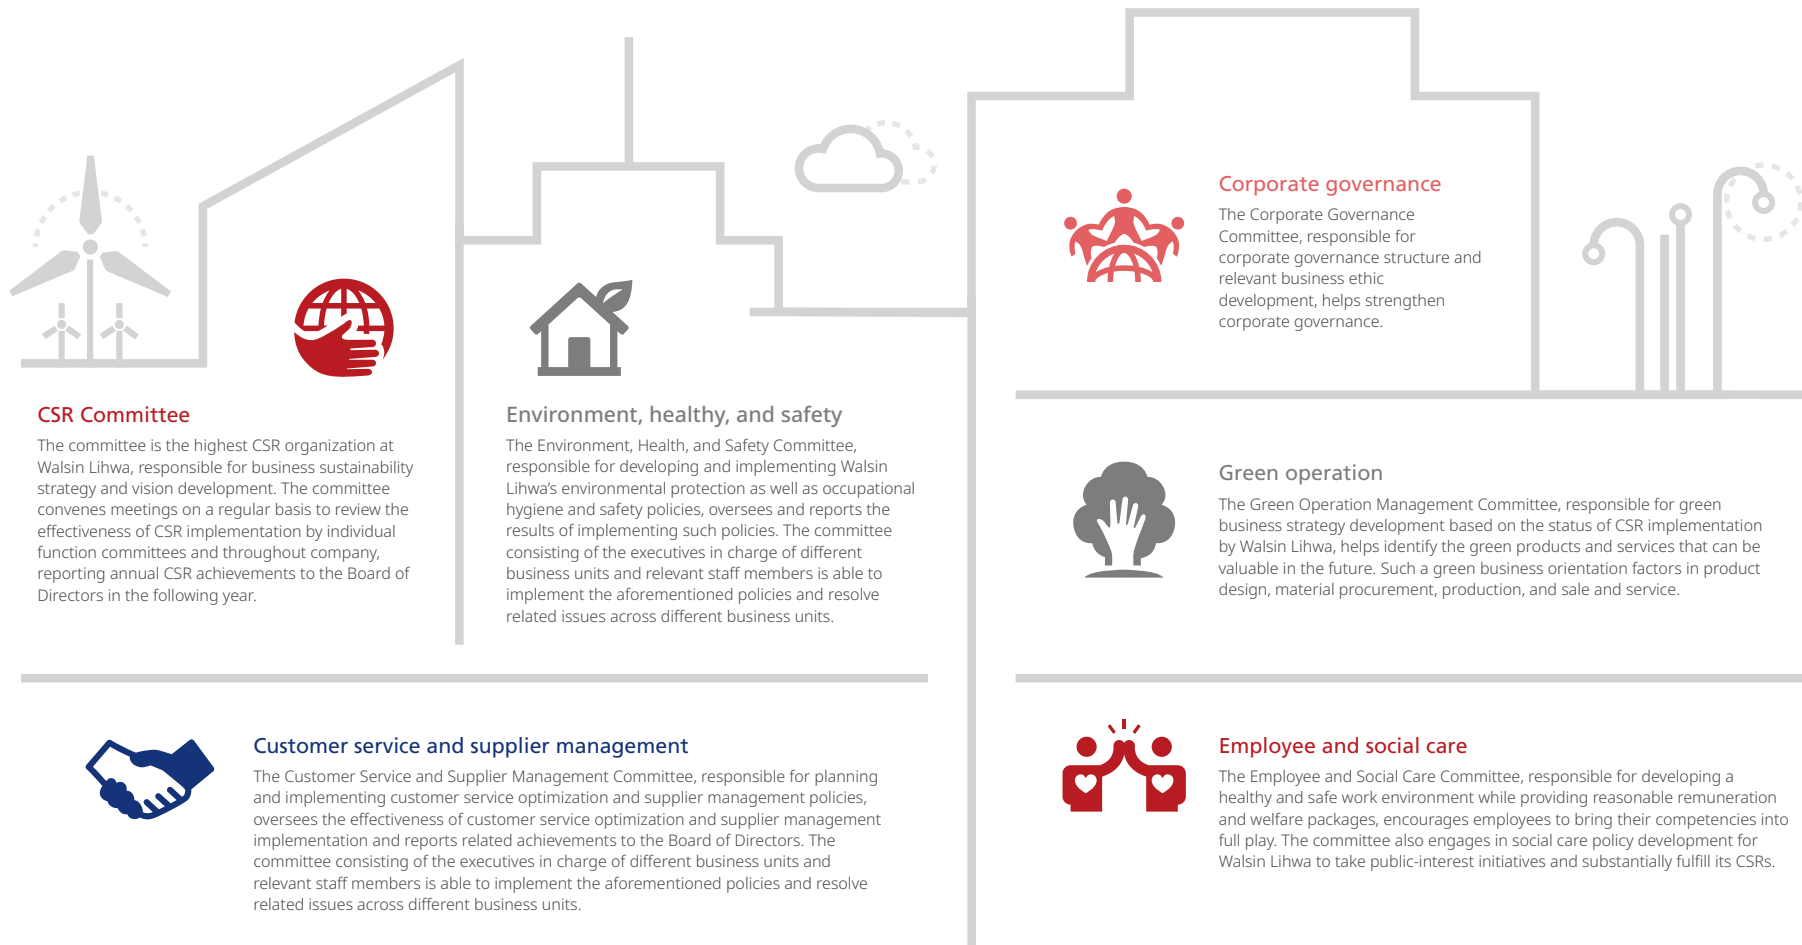 CSR Committee
The committee is the highest CSR organization at
Walsin Lihwa, responsible for business sustainability
strategy and vision development. The committee
convenes meetings on a regular basis to review the
effectiveness of CSR implementation by individual
function committees and throughout company,
reporting annual CSR achievements to the Board of
Directors in the following year.
Environment, healthy, and safety
The Environment, Health, and Safety Committee,
responsible for developing and implementing Walsin
Lihwa's environmental protection as well as occupational
hygiene and safety policies, oversees and reports the
results of implementing such policies. The committee
consisting of the executives in charge of different
business units and relevant staff members is able to
implement the aforementioned policies and resolve
related issues across different business units.
Customer service and supplier management
The Customer Service and Supplier Management Committee, responsible for planning
and implementing customer service optimization and supplier management policies,
oversees the effectiveness of customer service optimization and supplier management
implementation and reports related achievements to the Board of Directors. The
committee consisting of the executives in charge of different business units and
relevant staff members is able to implement the aforementioned policies and resolve
related issues across different business units.
Corporate governance
The Corporate Governance
Committee, responsible for
corporate governance structure and
relevant business ethic
development, helps strengthen
corporate governance.
Green operation
The Green Operation Management Committee, responsible for green
business strategy development based on the status of CSR implementation
by Walsin Lihwa, helps identify the green products and services that can be
valuable in the future. Such a green business orientation factors in product
design, material procurement, production, and sale and service.
Employee and social care
The Employee and Social Care Committee, responsible for developing a
healthy and safe work environment while providing reasonable remuneration
and welfare packages, encourages employees to bring their competencies into
full play. The committee also engages in social care policy development for
Walsin Lihwa to take public-interest initiatives and substantially fulfill its CSRs.